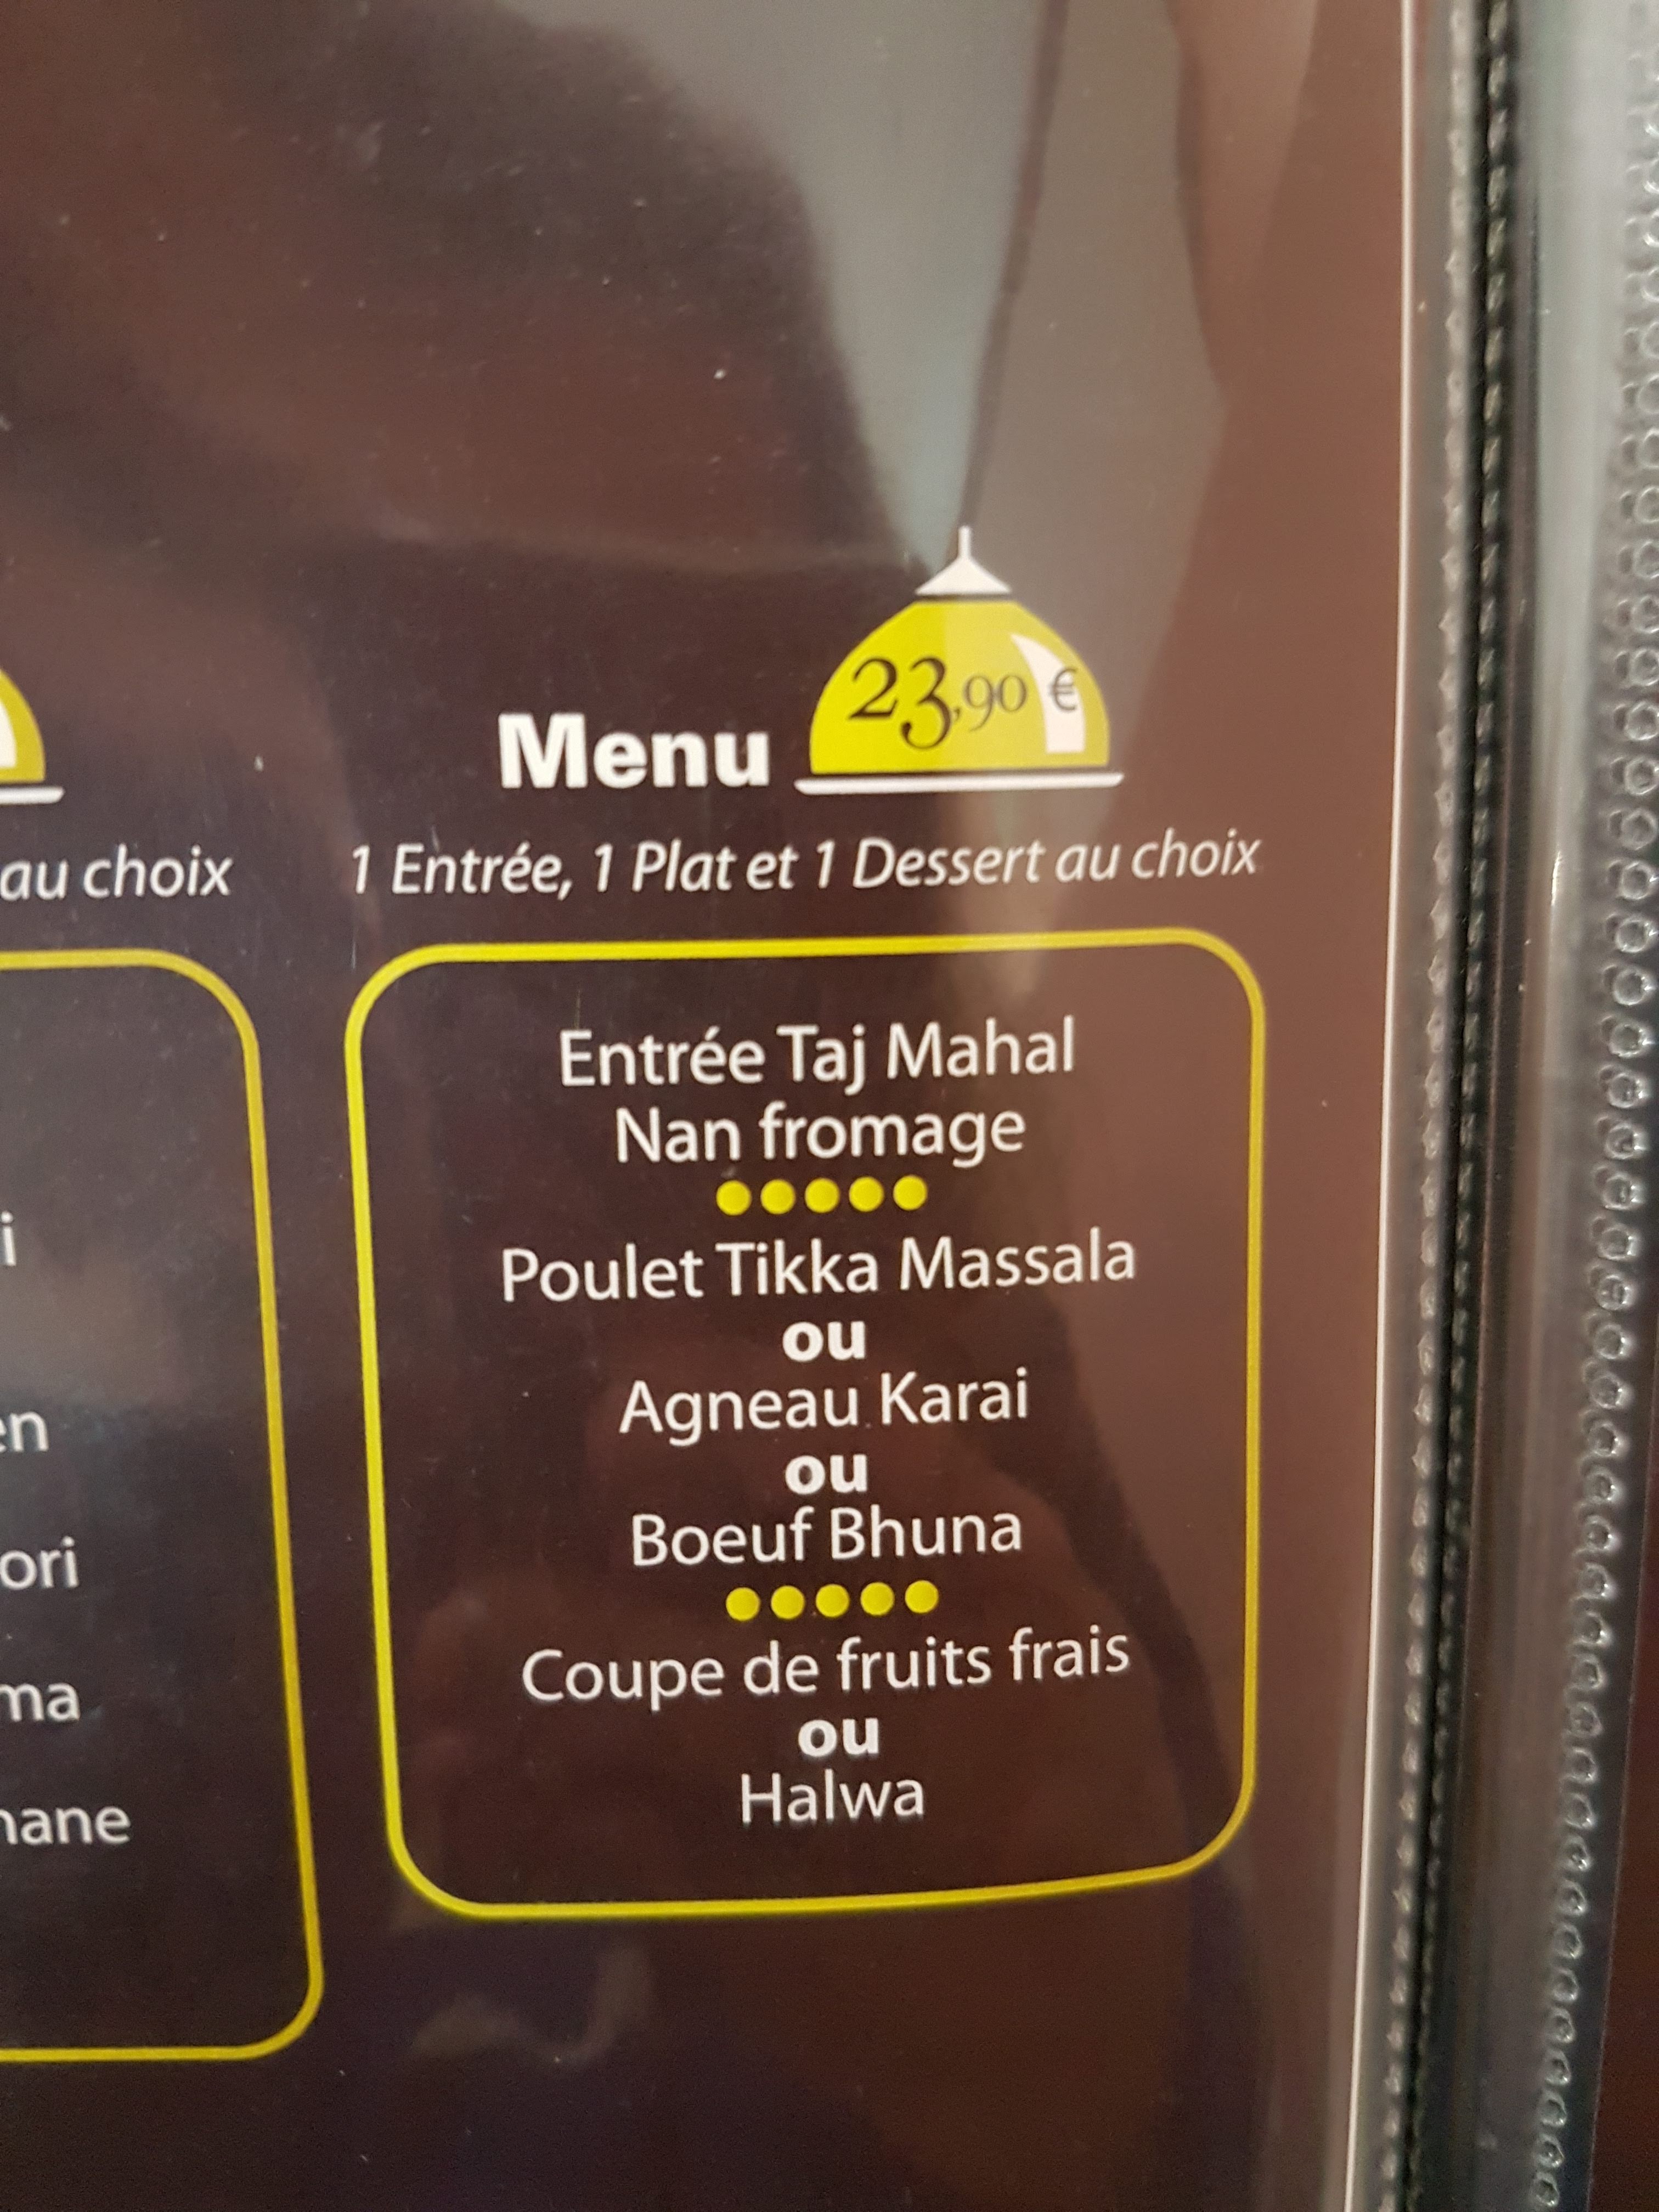 Menu 23,90 €
au choix
1 Entrée, 1 Plat et 1 Dessert au choix
Entrée Taj Mahal
Nan fromage
Poulet Tikka Massala
ou
Agneau Karai
ou
Boeuf Bhuna
Coupe de fruits frais
ou
Halwa